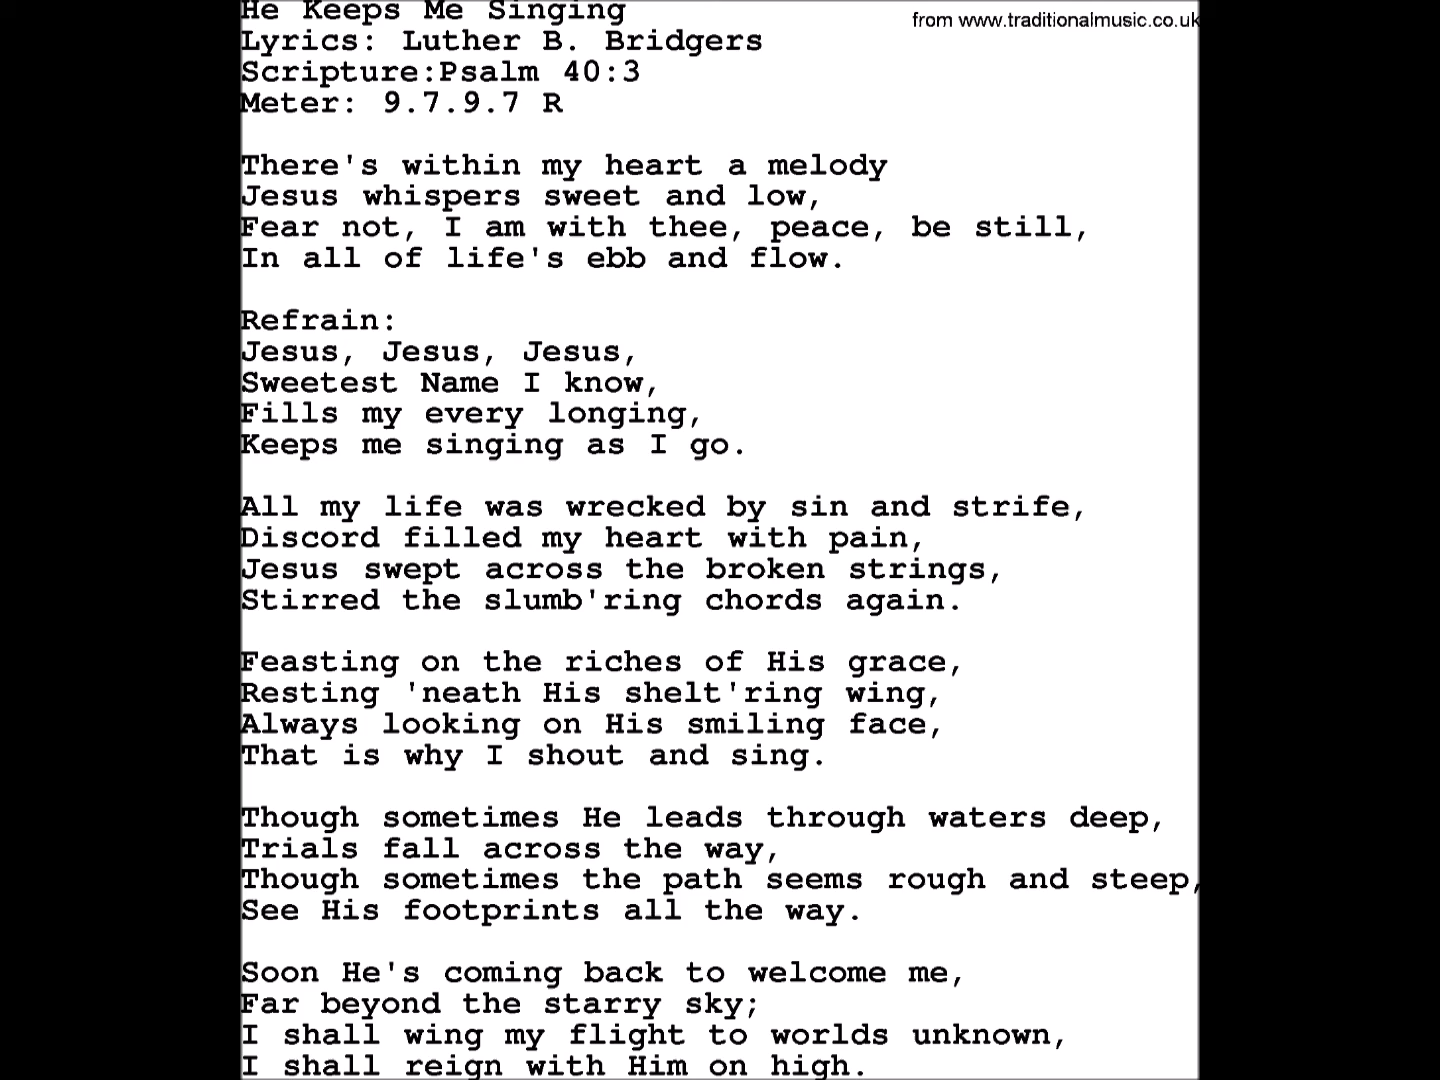 He Keeps Me Singing
from www.traditionalmusic.co.uk
Lyrics: Luther B. Bridgers
Scripture:Psalm 40:3
Meter: 9.7.9.7 R
There's within my heart a melody
Jesus whispers sweet and low,
Fear not, I am with thee, peace, be still,
In all of life's ebb and flow.
Refrain:
Jesus, Jesus, Jesus,
Sweetest Name I know,
Fills my every longing,
Keeps me singing as I go.
All my life was wrecked by sin and strife,
Discord filled my heart with pain,
Jesus swept across the broken strings,
Stirred the slumb'ring chords again.
Feasting on the riches of His grace,
Resting 'neath His shelt'ring wing,
Always looking on His smiling face,
That is why I shout and sing.
Though sometimes He leads through waters deep,
Trials fall across the way,
Though sometimes the path seems rough and steep,
See His footprints all the way.
Soon He's coming back to welcome me,
Far beyond the starry sky;
I shall wing my flight to worlds unknown,
I shall reign with Him on high.